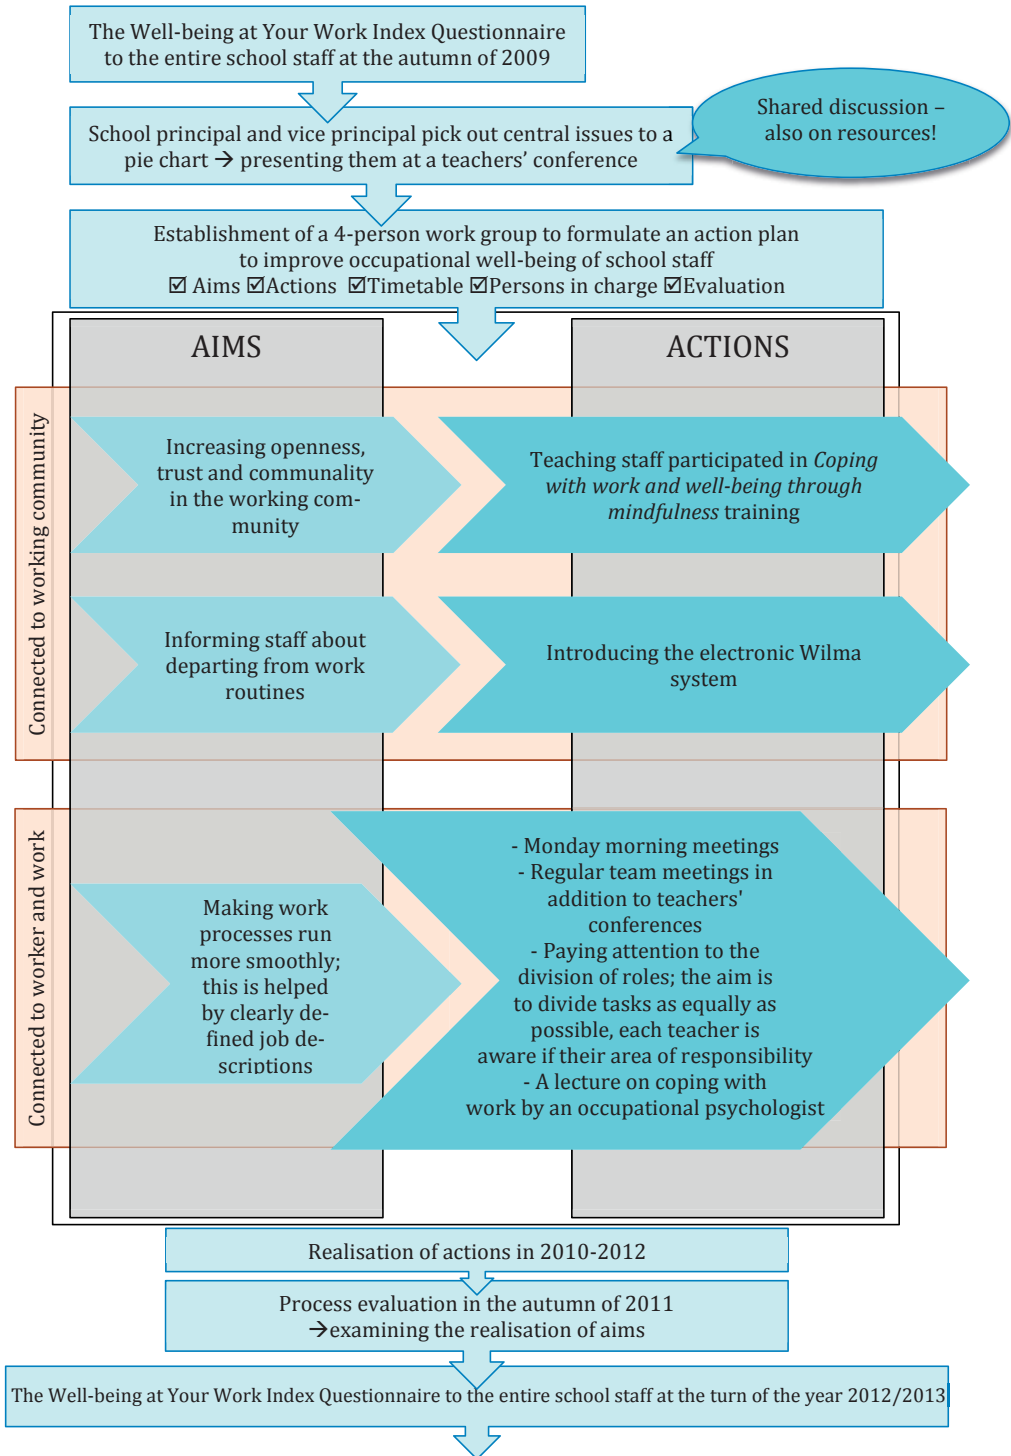 The Well-being at Your Work Index Questionnaire
to the entire school staff at the autumn of 2009
School principal and vice principal pick out central issues to a
pie chart → presenting them at a teachers' conference
Shared discussion –
also on resources!
Establishment of a 4-person work group to formulate an action plan
to improve occupational well-being of school staff
☑ Aims ☑Actions ☑Timetable ☑Persons in charge ☑Evaluation
AIMS
ACTIONS
Connected to working community
Increasing openness,
trust and communality
in the working com-
munity
Teaching staff participated in Coping
with work and well-being through
mindfulness training
Informing staff about
departing from work
routines
Introducing the electronic Wilma
system
Connected to worker and work
Making work
processes run
more smoothly;
this is helped
by clearly de-
fined job de-
scriptions
- Monday morning meetings
- Regular team meetings in
addition to teachers'
conferences
- Paying attention to the
division of roles; the aim is
to divide tasks as equally as
possible, each teacher is
aware if their area of responsibility
- A lecture on coping with
work by an occupational psychologist
Realisation of actions in 2010-2012
Process evaluation in the autumn of 2011
→examining the realisation of aims
The Well-being at Your Work Index Questionnaire to the entire school staff at the turn of the year 2012/2013